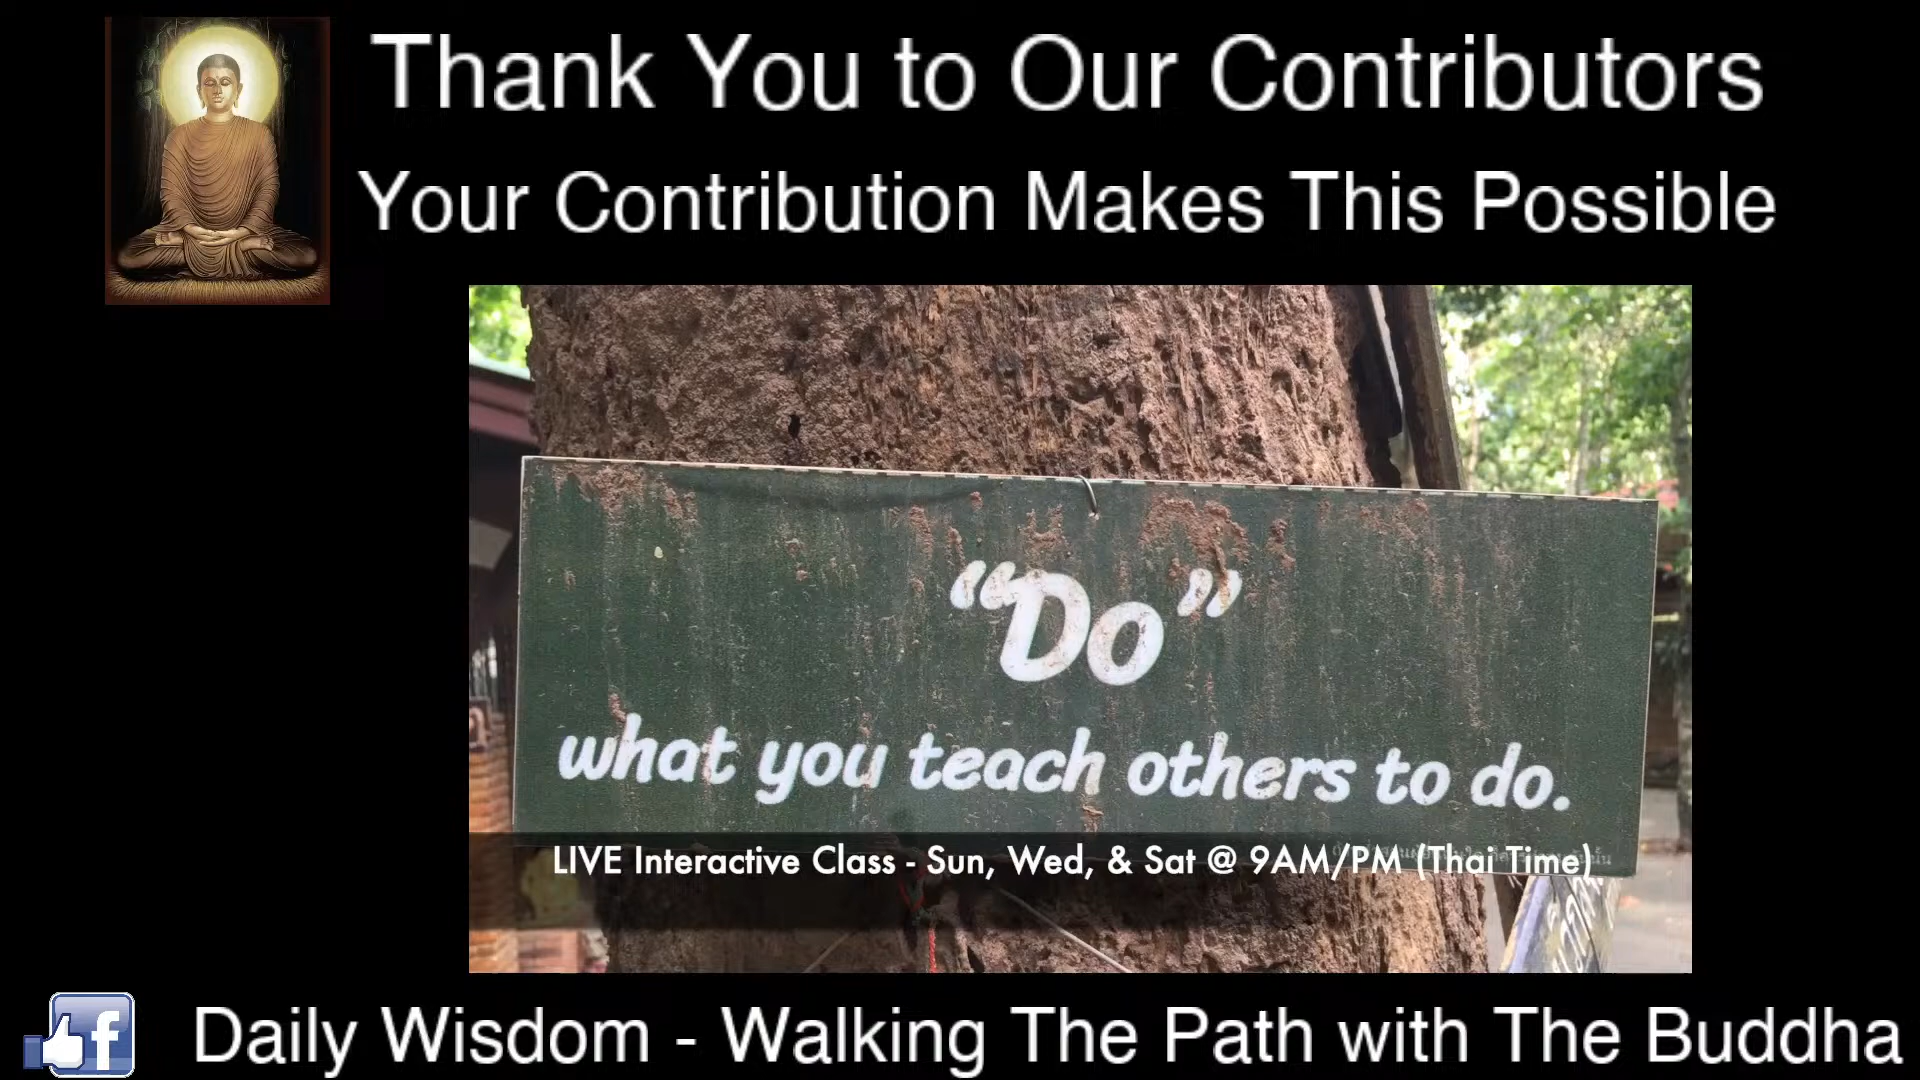 Thank You to Our Contributors
Your Contribution Makes This Possible
“Do”
what you teach others to do.
LIVE Interactive Class - Sun, Wed, & Sat @ 9AM/PM (Thai Time)
f
Daily Wisdom - Walking The Path with The Buddha